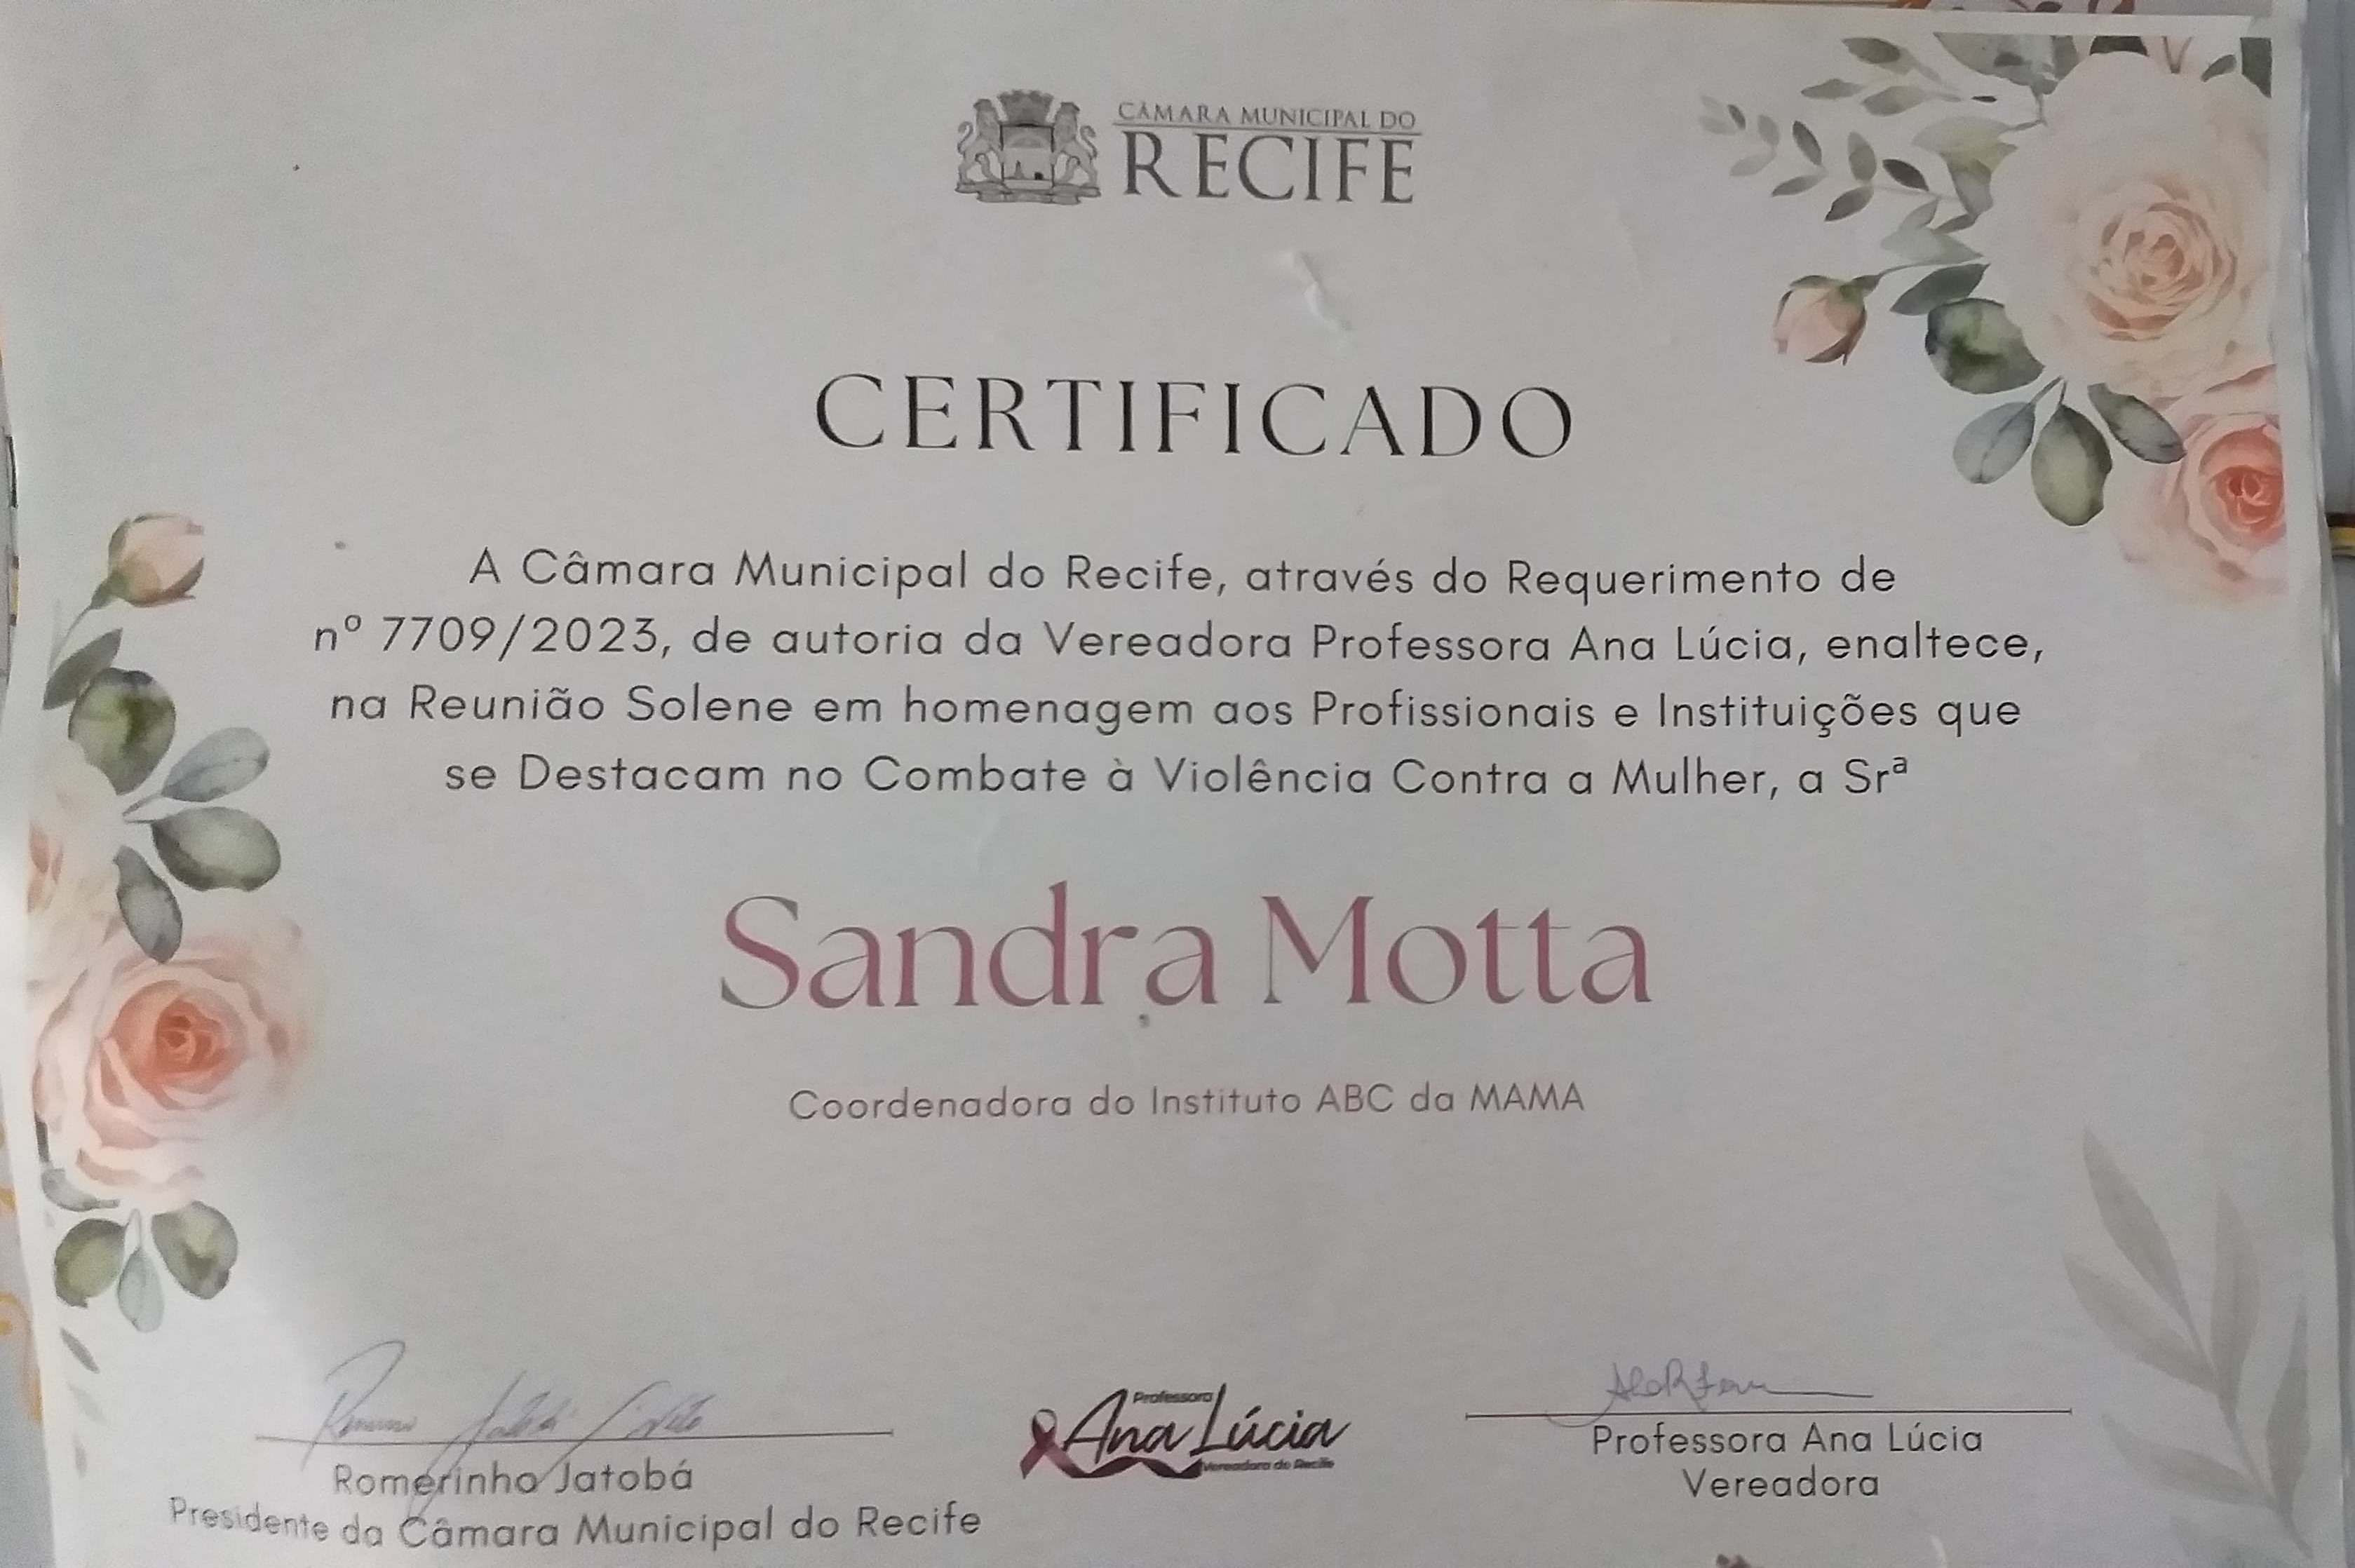 CÂMARA MUNICIPAL DO
RECIFE
CERTIFICADO
A Câmara Municipal do Recife, através do Requerimento de
nº 7709/2023, de autoria da Vereadora Professora Ana Lúcia, enaltece,
na Reunião Solene em homenagem aos Profissionais e Instituições que
se Destacam no Combate à Violência Contra a Mulher, a Srª
Sandra Motta
Coordenadora do Instituto ABC da MAMA
Romerinho Jatobá
Presidente da Câmara Municipal do Recife
Professora
Ana Lúcia
Vereadora do Recife
Professora Ana Lúcia
Vereadora